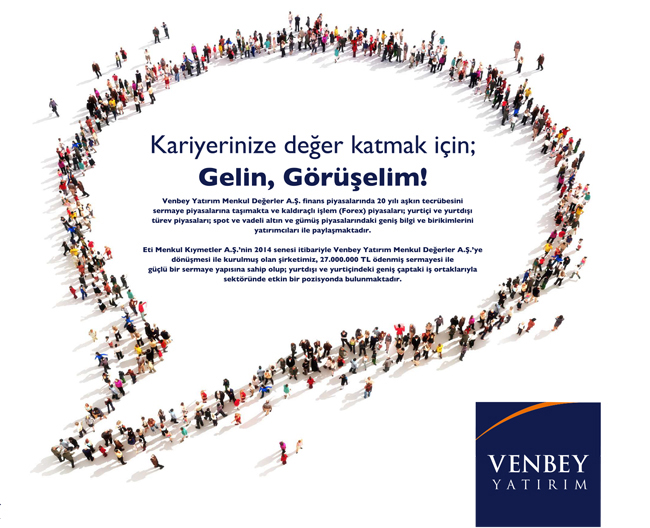 Kariyerinize değer katmak için;
Gelin, Görüşelim!
Venbey Yatırım Menkul Değerler A.Ş. finans piyasalarında 20 yılı aşkın tecrübesini
sermaye piyasalarına taşımakta ve kaldıraçlı işlem (Forex) piyasaları; yurtiçi ve yurtdışı
türev piyasaları; spot ve vadeli altın ve gümüş piyasalarındaki geniş bilgi ve birikimlerini
yatırımcıları ile paylaşmaktadır.
Eti Menkul Kıymetler A.Ş.'nin 2014 senesi itibariyle Venbey Yatırım Menkul Değerler A.Ş.'ye
dönüşmesi ile kurulmuş olan şirketimiz, 27.000.000 TL ödenmiş sermayesi ile
güçlü bir sermaye yapısına sahip olup; yurtdışı ve yurtiçindeki geniş çaptaki iş ortaklarıyla
sektöründe etkin bir pozisyonda bulunmaktadır.
VENBEY
YATIRIM